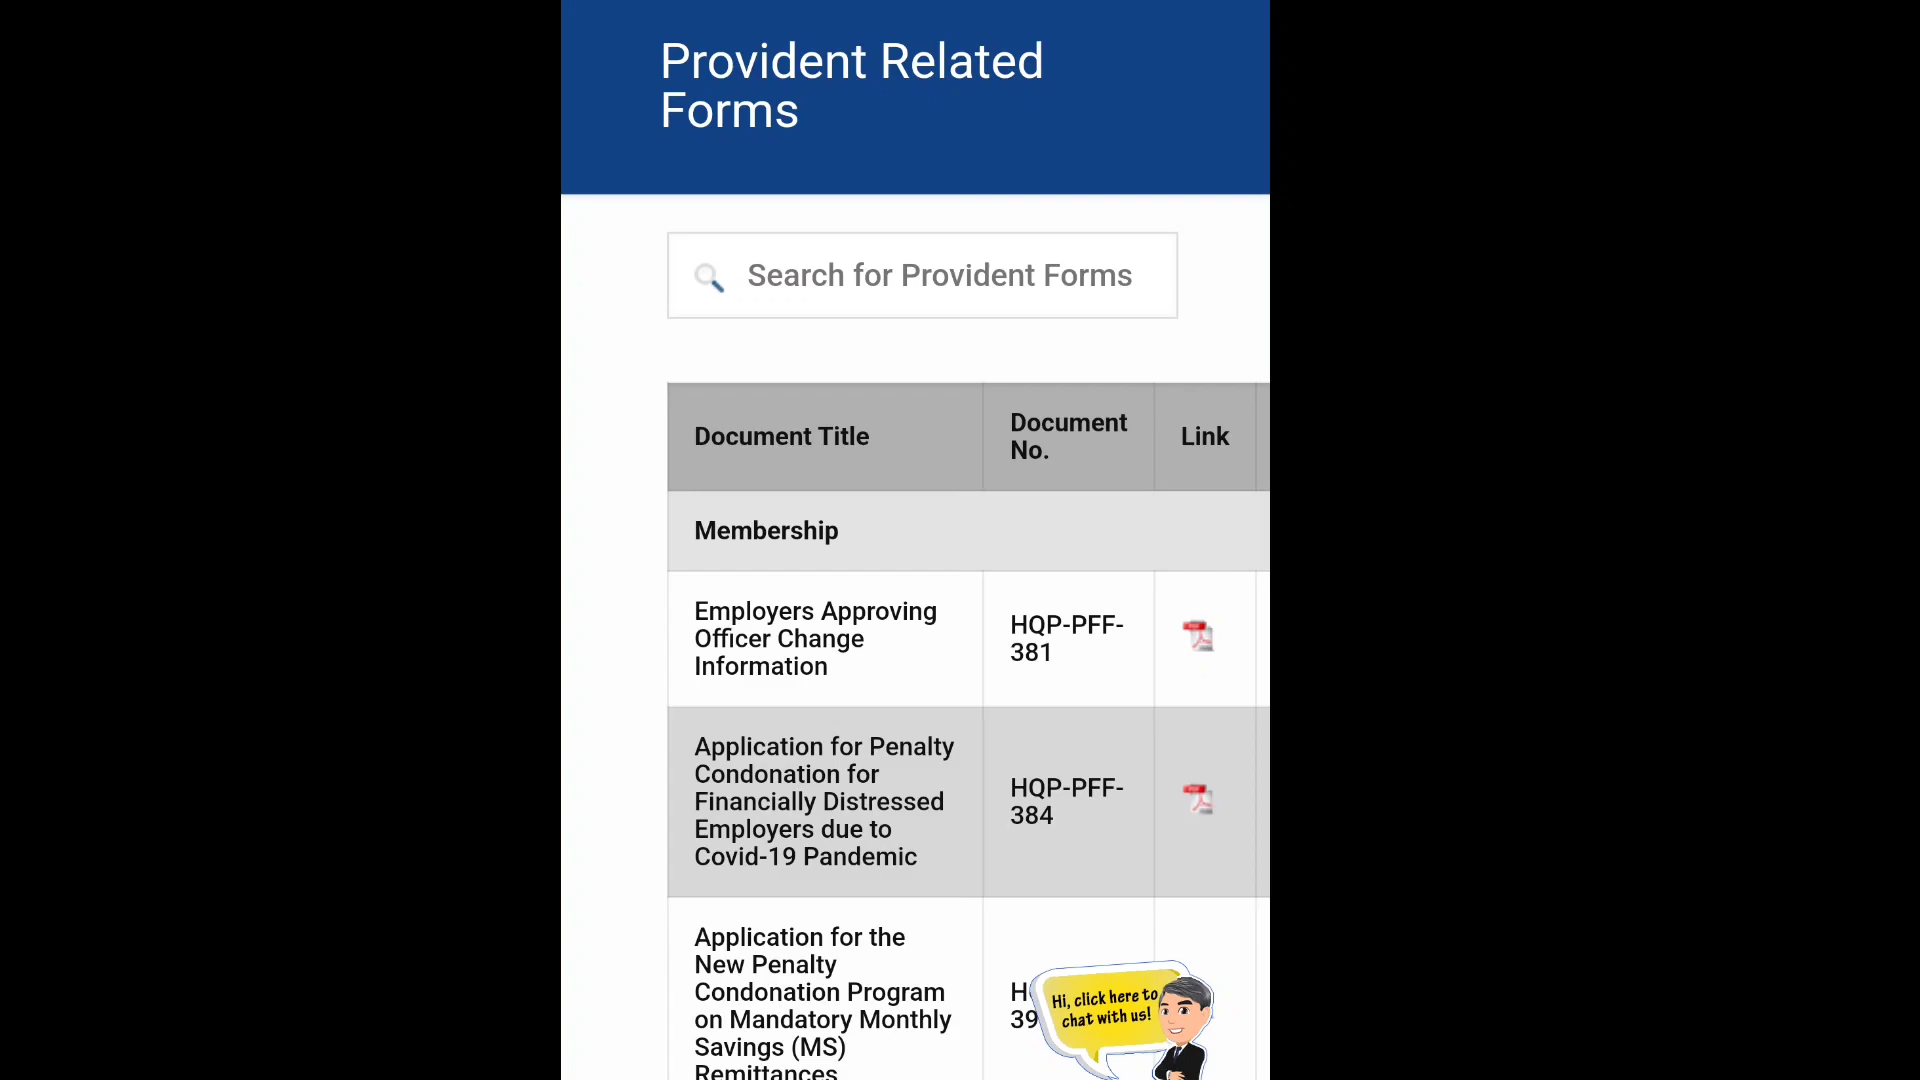 Provident Related
Forms
Search for Provident Forms
Document Title
Document
No.
Link
Membership
Employers Approving
Officer Change
Information
HQP-PFF-
381
Application for Penalty
Condonation for
Financially Distressed
Employers due to
Covid-19 Pandemic
HQP-PFF-
384
Application for the
New Penalty
Condonation Program
on Mandatory Monthly
Savings (MS)
Remittances
Hi, click here to
chat with us!